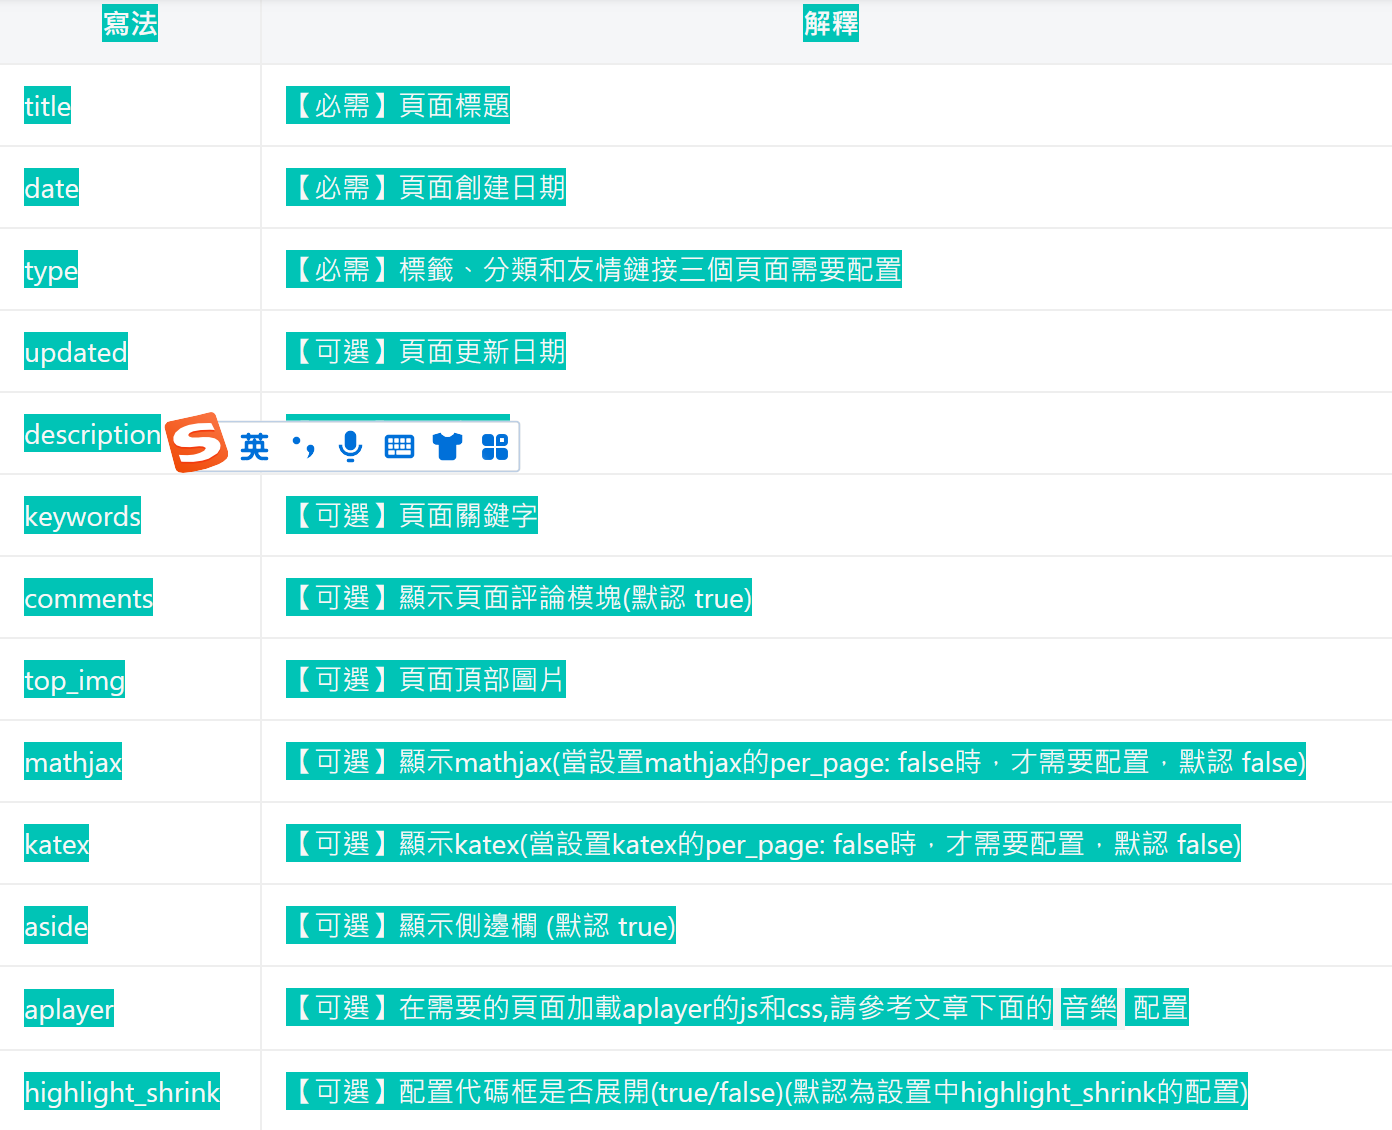 寫法 解釋
title 【必需】頁面標題
date 【必需】頁面創建日期
type 【必需】標籤、分類和友情鏈接三個頁面需要配置
updated 【可選】頁面更新日期
description
英
keywords 【可選】頁面關鍵字
comments 【可選】顯示頁面評論模塊(默認 true)
top_img 【可選】頁面頂部圖片
mathjax 【可選】顯示mathjax(當設置mathjax的per_page: false時，才需要配置，默認 false)
katex 【可選】顯示katex(當設置katex的per_page: false時，才需要配置，默認 false)
aside 【可選】顯示側邊欄 (默認 true)
aplayer 【可選】在需要的頁面加載aplayer的js和css,請參考文章下面的 音樂 配置
highlight_shrink 【可選】配置代碼框是否展開(true/false)(默認為設置中highlight_shrink的配置)